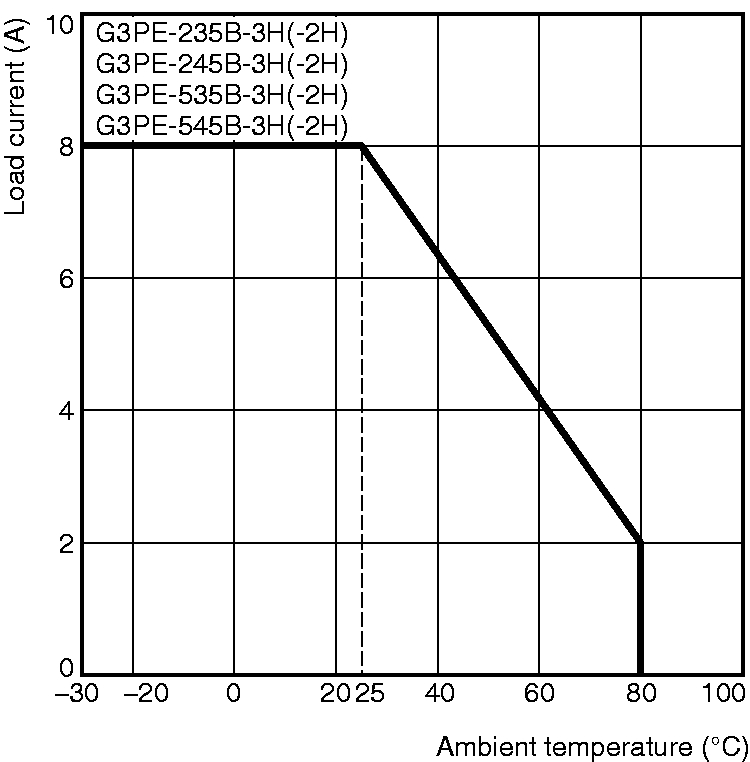 Load current (A)
10
8
6
4
2
0
G3PE-235B-3H(-2H)
G3PE-245B-3H(-2H)
G3PE-535B-3H(-2H)
G3PE-545B-3H(-2H)
−30 −20 0 20 25 40 60 80 100
Ambient temperature (°C)